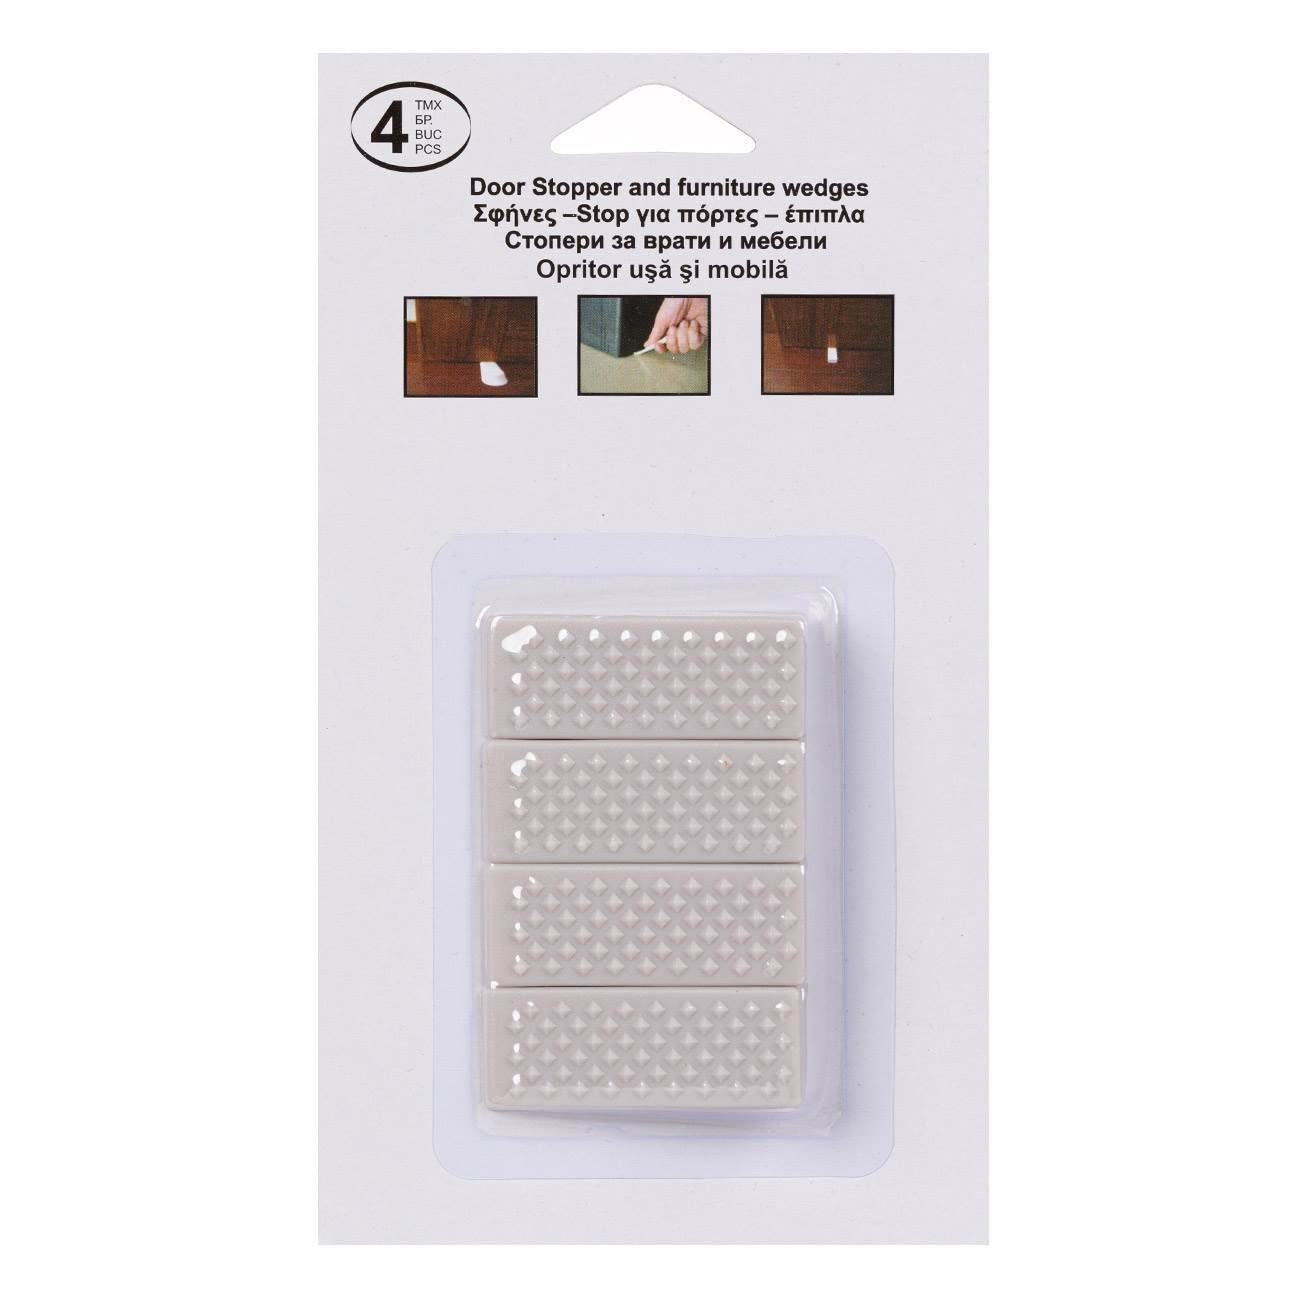 4
TMX
БР.
BUC
PCS
Door Stopper and furniture wedges
Σφήνες –Stop για πόρτες – έπιπλα
Стопери за врати и мебели
Opritor uşă şi mobilă